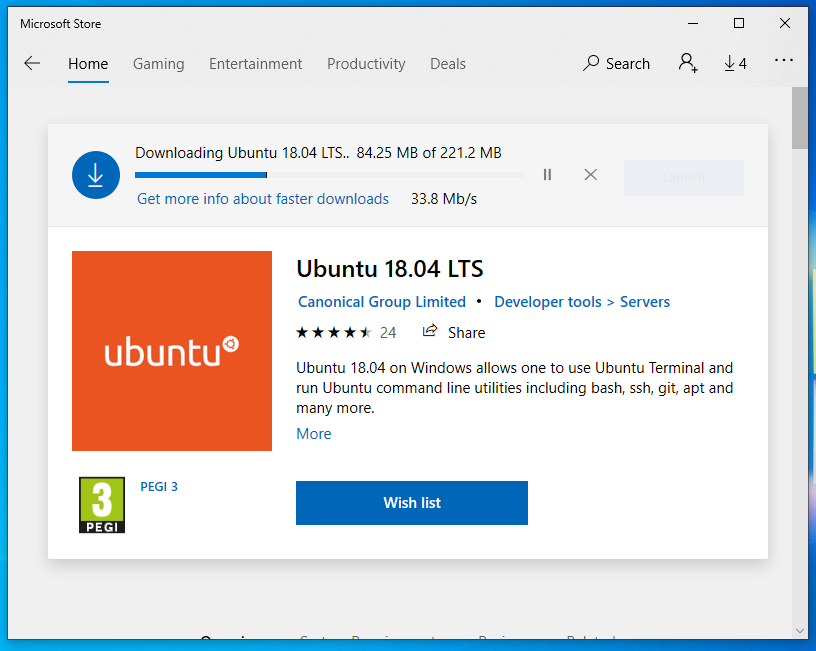 Microsoft Store
Home Gaming Entertainment Productivity Deals Search 4
Downloading Ubuntu 18.04 LTS.. 84.25 MB of 221.2 MB
Launch
Get more info about faster downloads 33.8 Mb/s
Ubuntu 18.04 LTS
Canonical Group Limited • Developer tools > Servers
24 Share
ubuntu
Ubuntu 18.04 on Windows allows one to use Ubuntu Terminal and
run Ubuntu command line utilities including bash, ssh, git, apt and
many more.
More
3
PEGI
PEGI 3
Wish list